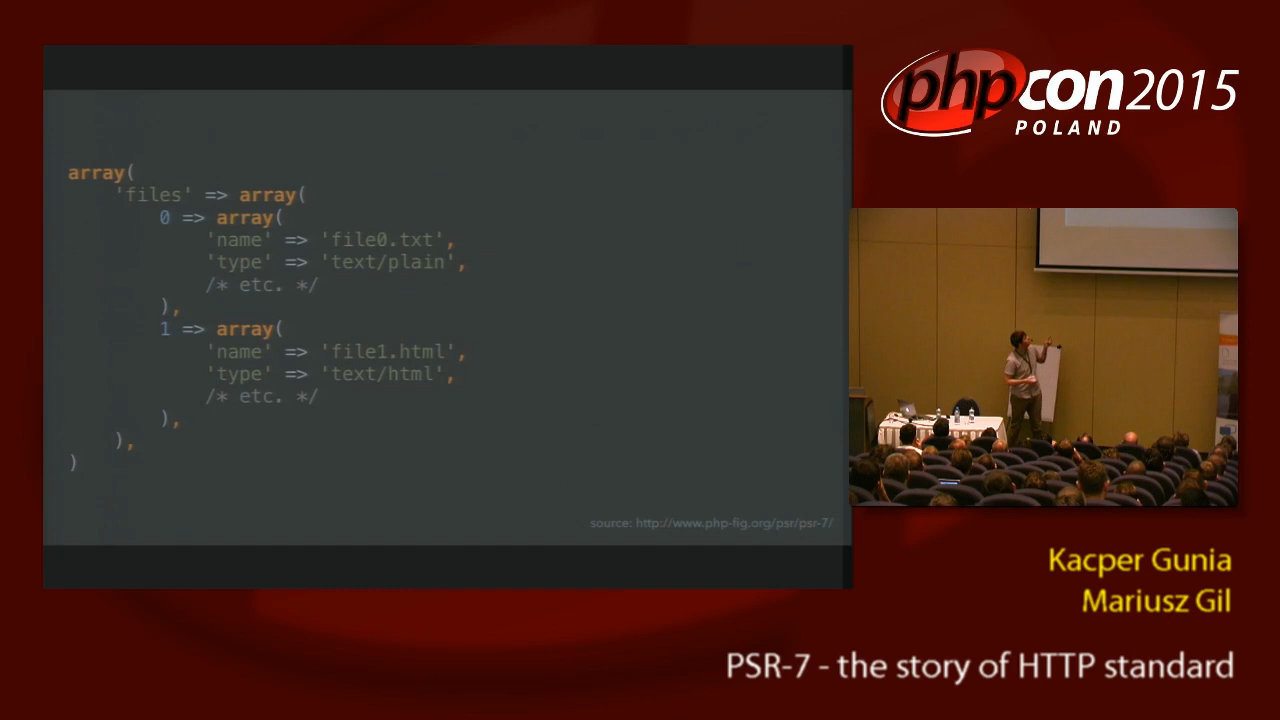 array(
'files' => array(
0 => array(
'name' => 'file0.txt',
'type' => 'text/plain',
/* etc. */
),
1 => array(
'name' => 'file1.html',
'type' => 'text/html',
/* etc. */
),
),
)
source: http://www.php-fig.org/psr/psr-7/
phpcon2015
POLAND
Kacper Gunia
Mariusz Gil
PSR-7 - the story of HTTP standard